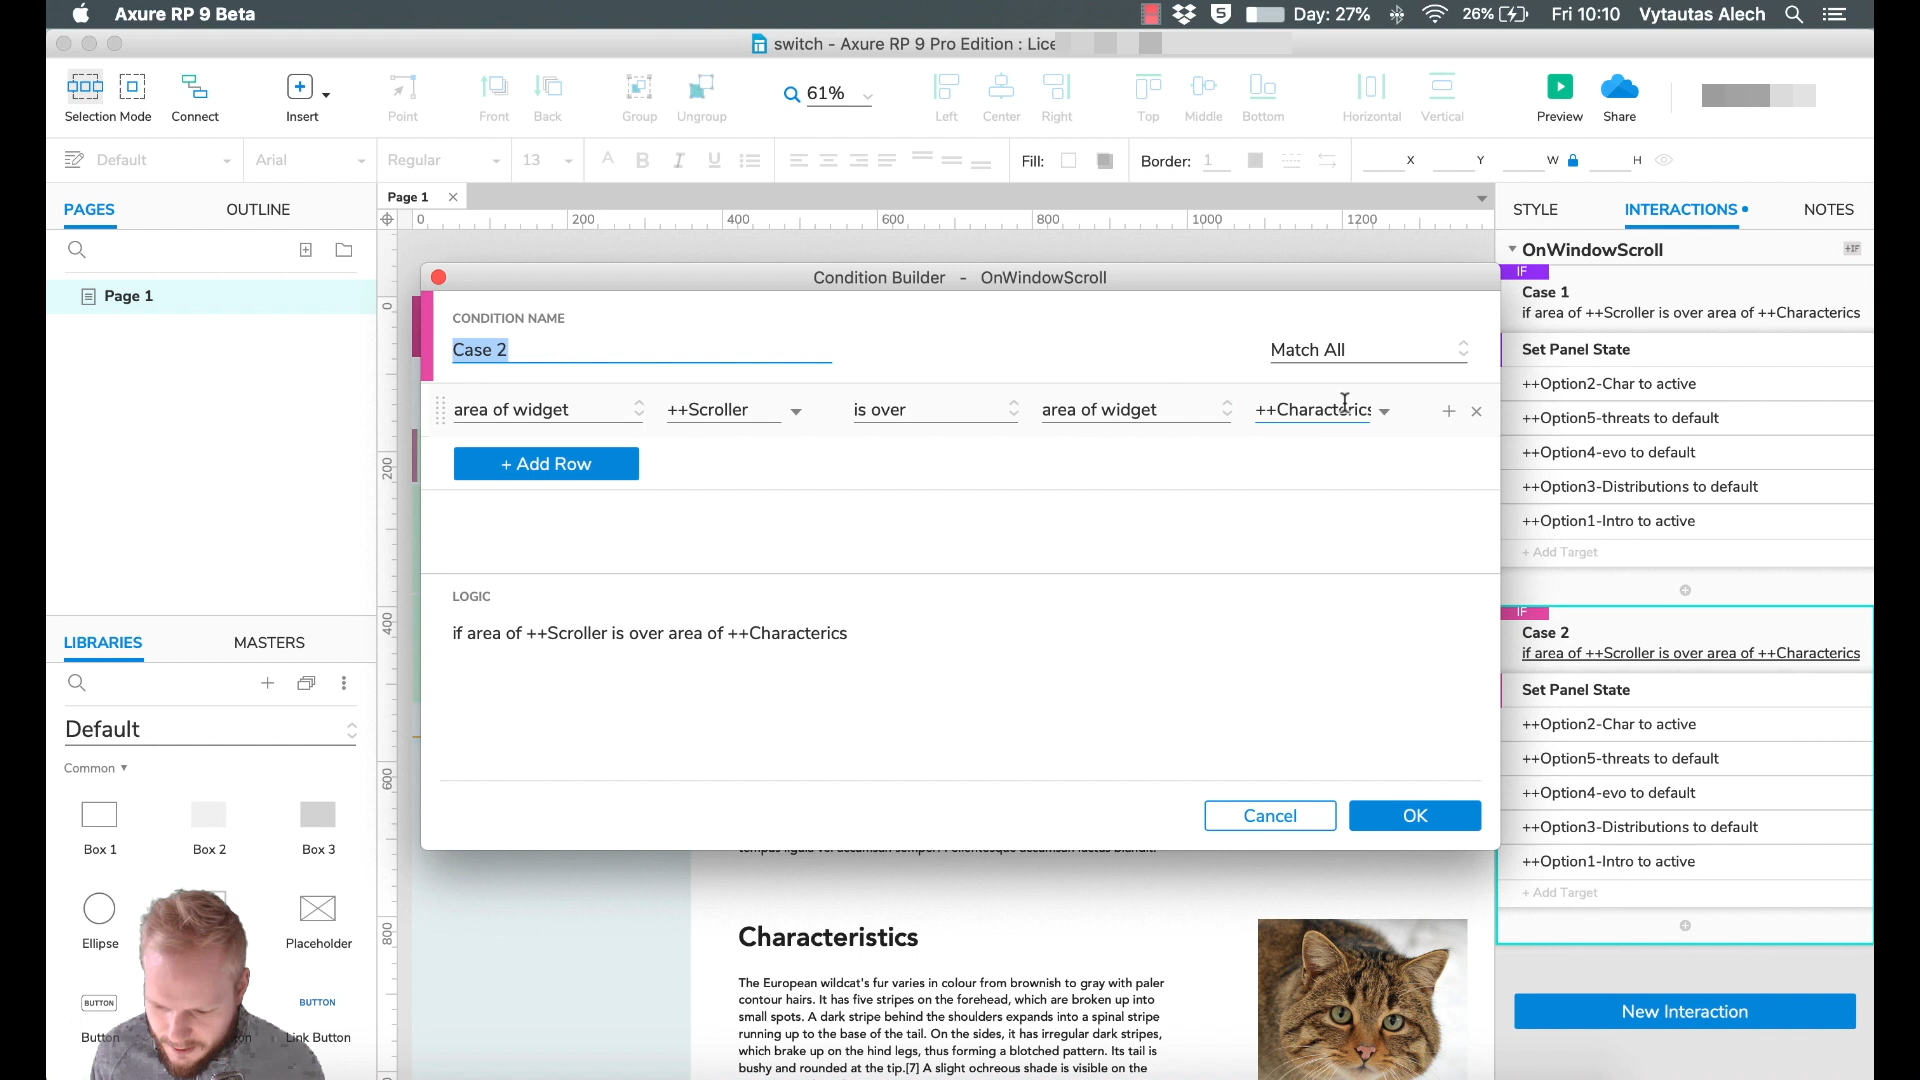 Axure RP 9 Beta
5
Day: 27%
26%
Fri 10:10
Vytautas Alech
switch - Axure RP 9 Pro Edition : Lice
61%
Selection Mode
Connect
Insert
Point
Front
Back
Group
Ungroup
Left
Center
Right
Top
Middle
Bottom
Horizontal
Vertical
Preview
Share
Default
Arial
Regular
13
A
B
I
U
Fill:
Border:
1
X
Y
W
H
PAGES
OUTLINE
Page 1
0
200
400
600
800
1000
1200
STYLE
INTERACTIONS
NOTES
Page 1
OnWindowScroll
+IF
IF
Case 1
if area of ++Scroller is over area of ++Characterics
Set Panel State
++Option2-Char to active
++Option5-threats to default
++Option4-evo to default
++Option3-Distributions to default
++Option1-Intro to active
+ Add Target
IF
Case 2
if area of ++Scroller is over area of ++Characterics
Set Panel State
++Option2-Char to active
++Option5-threats to default
++Option4-evo to default
++Option3-Distributions to default
++Option1-Intro to active
+ Add Target
New Interaction
Condition Builder - OnWindowScroll
CONDITION NAME
Case 2
Match All
area of widget
++Scroller
is over
area of widget
++Characterics
+ Add Row
LOGIC
if area of ++Scroller is over area of ++Characterics
Cancel
OK
0
200
400
600
800
LIBRARIES
MASTERS
Default
Common
Box 1
Box 2
Box 3
Ellipse
Placeholder
BUTTON
BUTTON
Button
Link Button
Characteristics
The European wildcat's fur varies in colour from brownish to gray with paler
contour hairs. It has five stripes on the forehead, which are broken up into
small spots. A dark stripe behind the shoulders expands into a spinal stripe
running up to the base of the tail. On the sides, it has irregular dark stripes,
which brake up on the hind legs, thus forming a blotched pattern. Its tail is
bushy and rounded at the tip.[7] A slight ochreous shade is visible on the